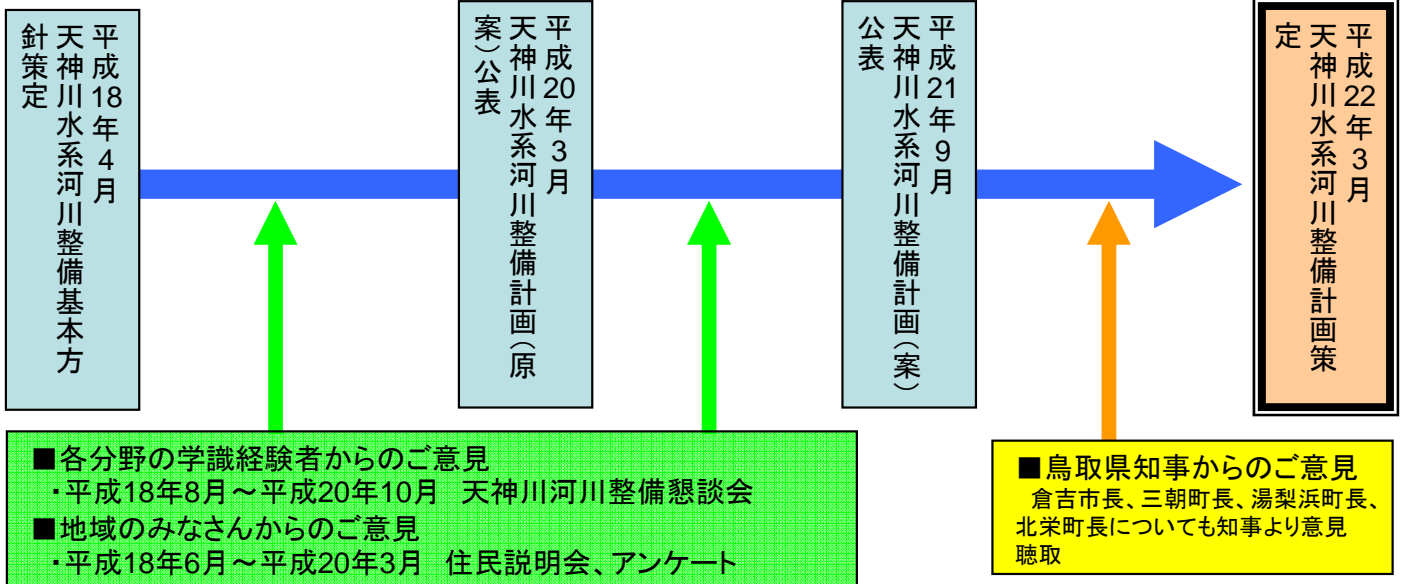 平成18年4月
天神川水系河川整備基本方
針策定
平成20年3月
天神川水系河川整備計画（原
案）公表
平成21年9月
天神川水系河川整備計画（案）
公表
平成22年3月
天神川水系河川整備計画策
定
■各分野の学識経験者からのご意見
・平成18年8月～平成20年10月 天神川河川整備懇談会
■地域のみなさんからのご意見
・平成18年6月～平成20年3月 住民説明会、アンケート
■鳥取県知事からのご意見
倉吉市長、三朝町長、湯梨浜町長、
北栄町長についても知事より意見
聴取